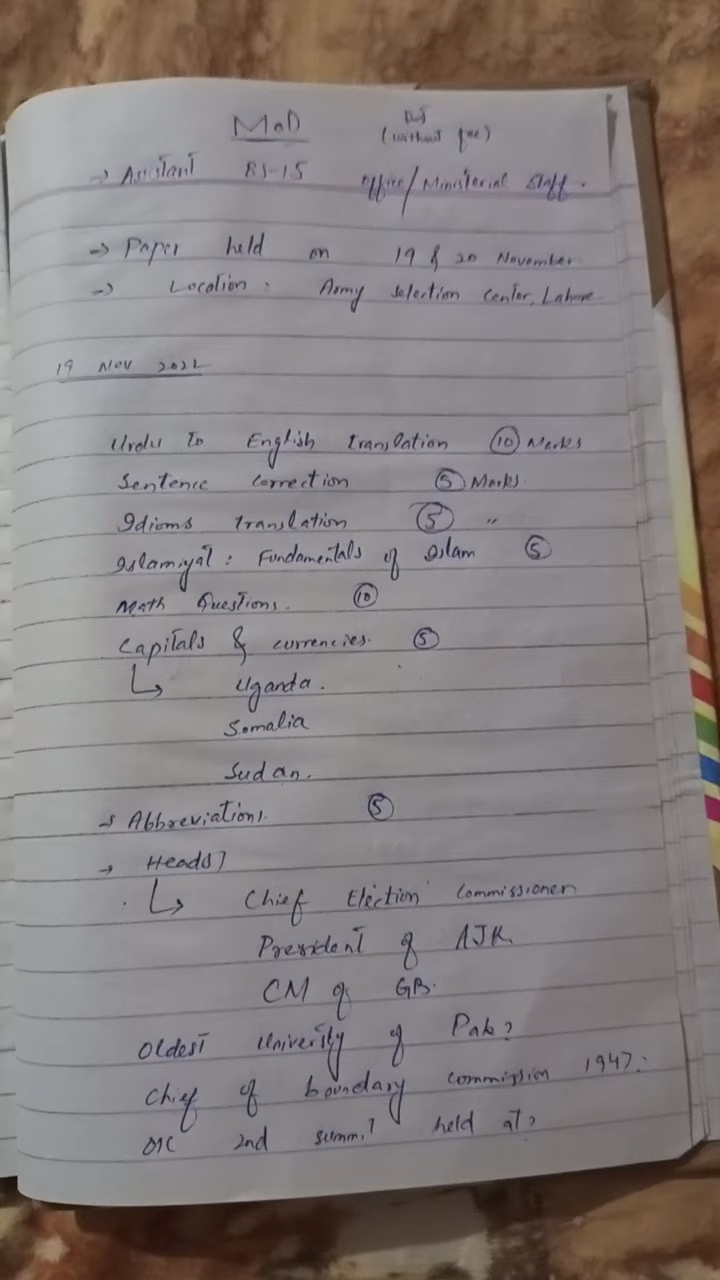 MoD
(without fee)
→ Assistant BS-15 Office/Ministerial Staff.
→ Paper held on 19 & 20 November
→ Location: Army Selection Center, Lahore
19 Nov 2022
Urdu To English translation (10) Marks
Sentence correction (5) Marks
Idioms translation (5) "
Islamiyat: Fundamentals of Islam (5)
Math Questions. (10)
Capitals & currencies. (5)
↳ Uganda.
Somalia
Sudan.
→ Abbreviations. (5)
→ Heads?
↳ Chief Election Commissioner
President of AJK
CM of GB.
Oldest University of Pak?
Chief of boundary commission 1947.
OIC 2nd summit held at?